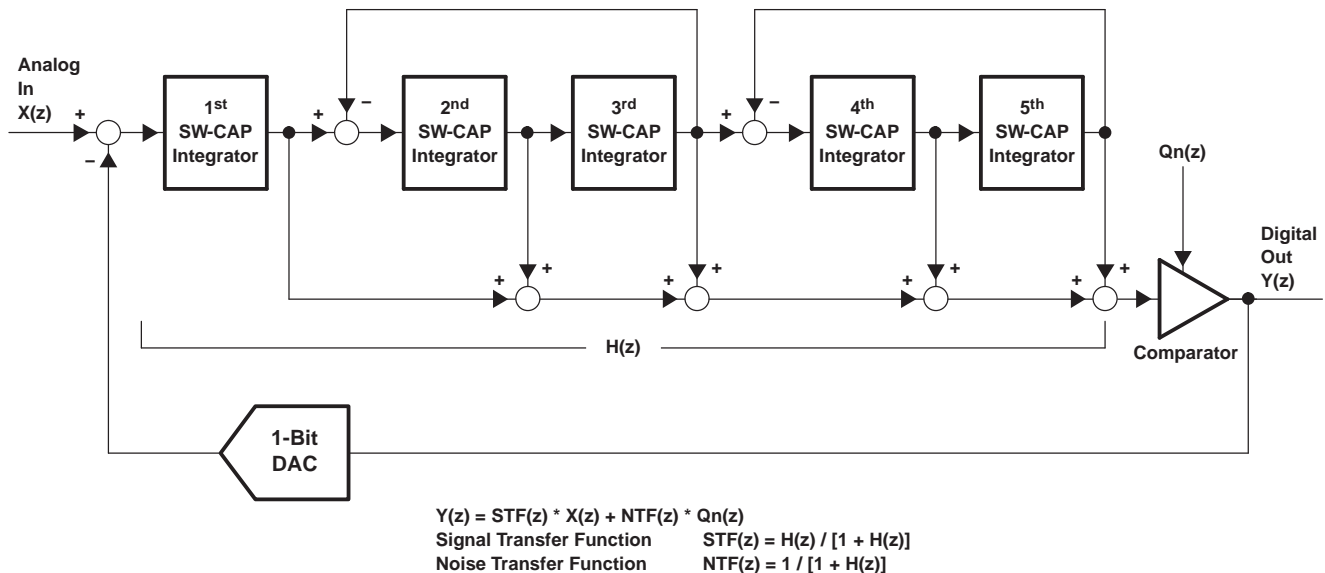 Analog
In
X(z)
+
−
1st
SW-CAP
Integrator
+
−
2nd
SW-CAP
Integrator
3rd
SW-CAP
Integrator
+
−
4th
SW-CAP
Integrator
5th
SW-CAP
Integrator
Qn(z)
Digital
Out
Y(z)
+
+
+
+
+
+
+
+
H(z)
Comparator
1-Bit
DAC
Y(z) = STF(z) * X(z) + NTF(z) * Qn(z)
Signal Transfer Function STF(z) = H(z) / [1 + H(z)]
Noise Transfer Function NTF(z) = 1 / [1 + H(z)]